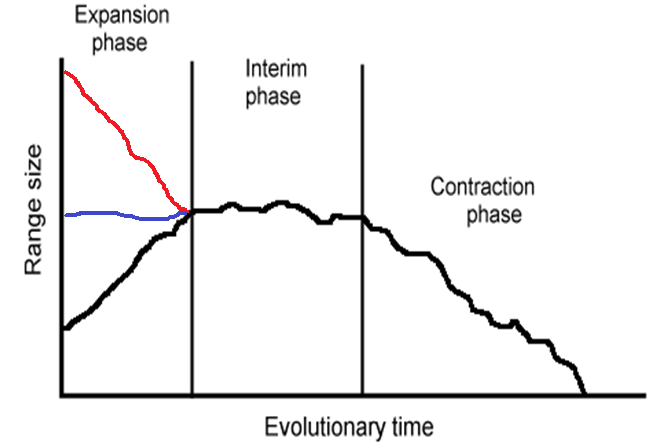 Expansion
phase
Interim
phase
Contraction
phase
Range size
Evolutionary time